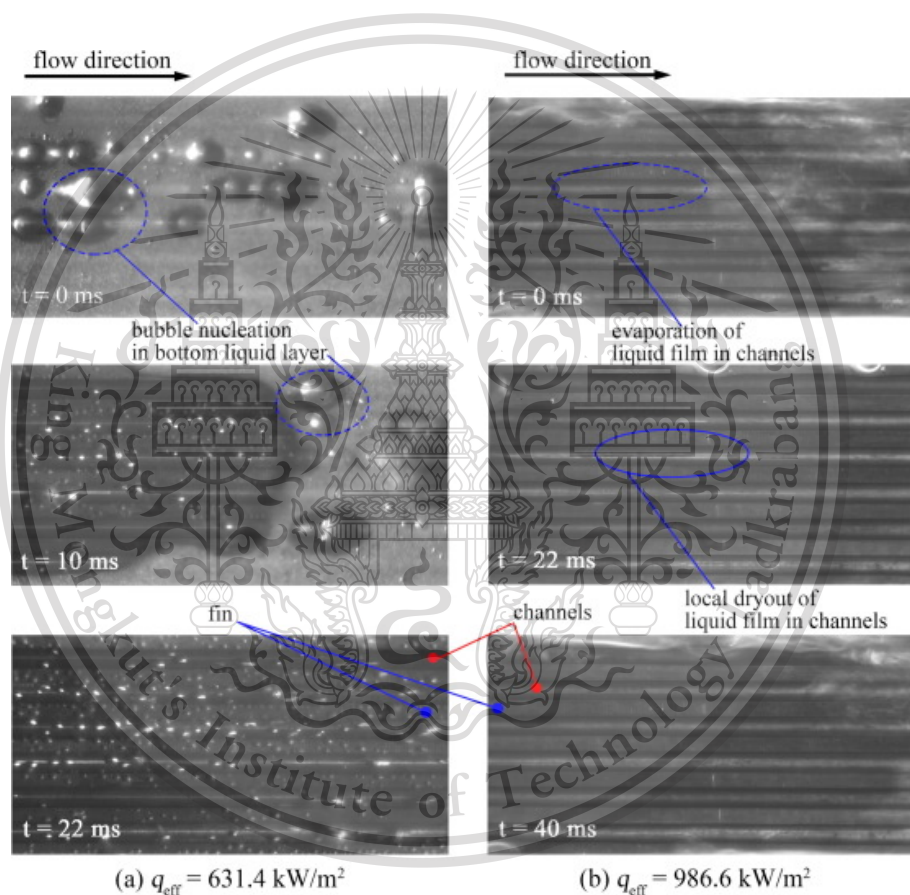 flow direction
flow direction
t = 0 ms
t = 0 ms
bubble nucleation
in bottom liquid layer
evaporation of
liquid film in channels
t = 10 ms
t = 22 ms
fin
channels
local dryout of
liquid film in channels
t = 22 ms
t = 40 ms
(a) q_eff = 631.4 kW/m²
(b) q_eff = 986.6 kW/m²
King Mongkut's Institute of Technology Ladkrabang